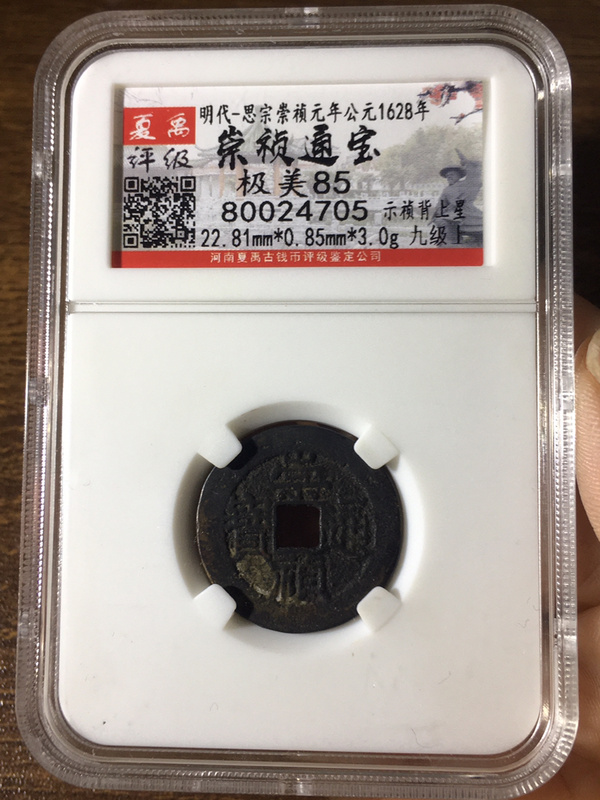 夏禹
评级
明代-思宗崇祯元年公元1628年
崇祯通宝
极美85
80024705 示祯背上星
22.81mm*0.85mm*3.0g 九级上
河南夏禹古钱币评级鉴定公司
崇祯通寶